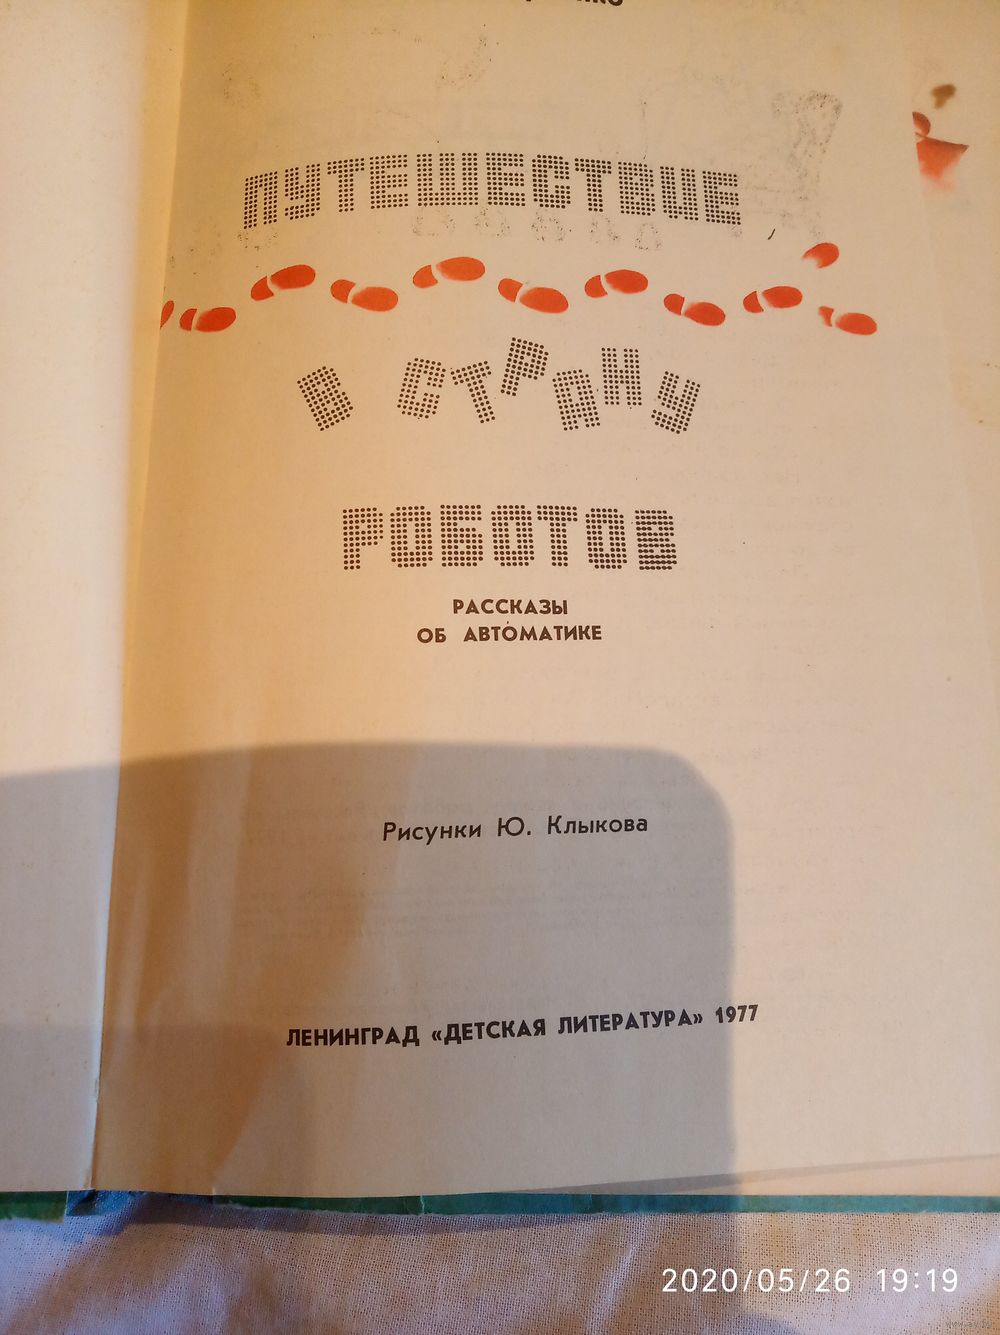 ПУТЕШЕСТВИЕ
В СТРАНУ
РОБОТОВ
РАССКАЗЫ
ОБ АВТОМАТИКЕ
Рисунки Ю. Клыкова
ЛЕНИНГРАД «ДЕТСКАЯ ЛИТЕРАТУРА» 1977
2020/05/26 19:19